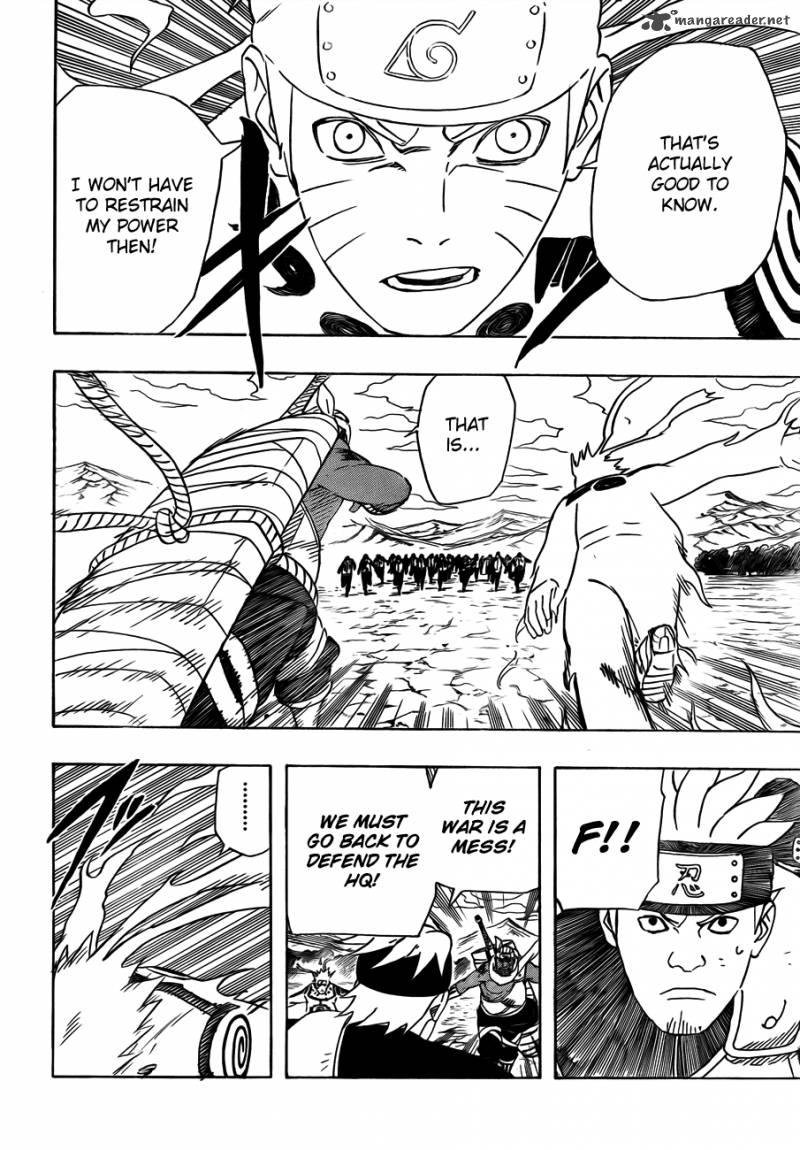 mangareader.net
THAT'S
ACTUALLY
GOOD TO
KNOW.
I WON'T HAVE
TO RESTRAIN
MY POWER
THEN!
THAT
IS...
F!!
忍
THIS
WAR IS A
MESS!
WE MUST
GO BACK TO
DEFEND THE
HQ!
.........